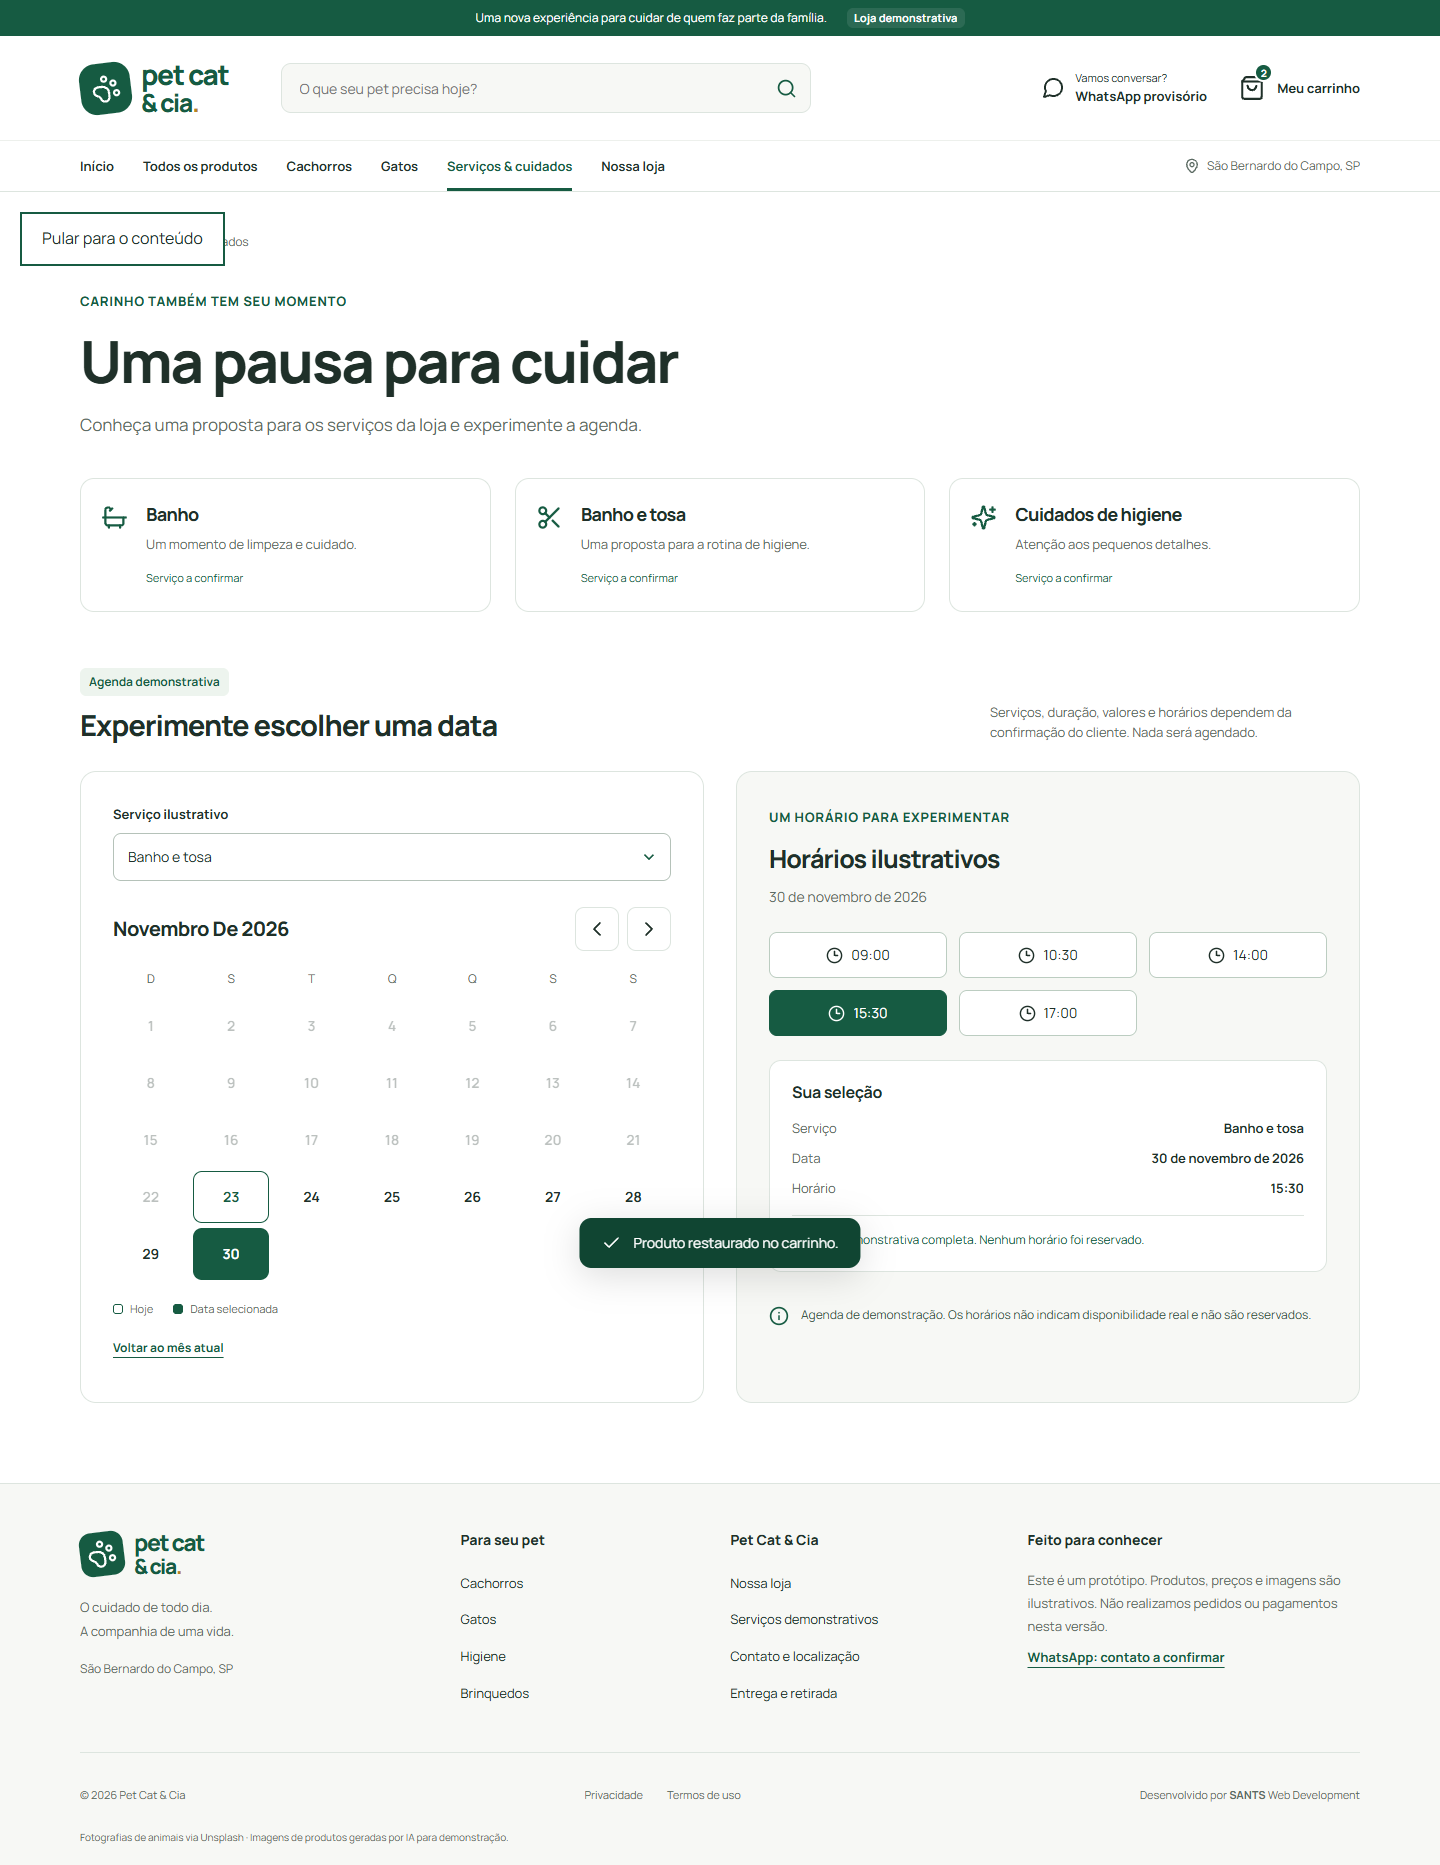 Uma nova experiência para cuidar de quem faz parte da família. Loja demonstrativa
pet cat
& cia.
O que seu pet precisa hoje?
Vamos conversar?
WhatsApp provisório
2
Meu carrinho
Início Todos os produtos Cachorros Gatos Serviços & cuidados Nossa loja São Bernardo do Campo, SP
Pular para o conteúdo
CARINHO TAMBÉM TEM SEU MOMENTO
Uma pausa para cuidar
Conheça uma proposta para os serviços da loja e experimente a agenda.
Banho
Um momento de limpeza e cuidado.
Serviço a confirmar
Banho e tosa
Uma proposta para a rotina de higiene.
Serviço a confirmar
Cuidados de higiene
Atenção aos pequenos detalhes.
Serviço a confirmar
Agenda demonstrativa
Experimente escolher uma data
Serviços, duração, valores e horários dependem da
confirmação do cliente. Nada será agendado.
Serviço ilustrativo
Banho e tosa
Novembro De 2026
D S T Q Q S S
1 2 3 4 5 6 7
8 9 10 11 12 13 14
15 16 17 18 19 20 21
22 23 24 25 26 27 28
29 30
Hoje Data selecionada
Voltar ao mês atual
UM HORÁRIO PARA EXPERIMENTAR
Horários ilustrativos
30 de novembro de 2026
09:00 10:30 14:00
15:30 17:00
Sua seleção
Serviço Banho e tosa
Data 30 de novembro de 2026
Horário 15:30
completa. Nenhum horário foi reservado.
Produto restaurado no carrinho.
Agenda de demonstração. Os horários não indicam disponibilidade real e não são reservados.
pet cat
& cia.
O cuidado de todo dia.
A companhia de uma vida.
São Bernardo do Campo, SP
Para seu pet
Cachorros
Gatos
Higiene
Brinquedos
Pet Cat & Cia
Nossa loja
Serviços demonstrativos
Contato e localização
Entrega e retirada
Feito para conhecer
Este é um protótipo. Produtos, preços e imagens são
ilustrativos. Não realizamos pedidos ou pagamentos
nesta versão.
WhatsApp: contato a confirmar
© 2026 Pet Cat & Cia Privacidade Termos de uso Desenvolvido por SANTS Web Development
Fotografias de animais via Unsplash · Imagens de produtos geradas por IA para demonstração.